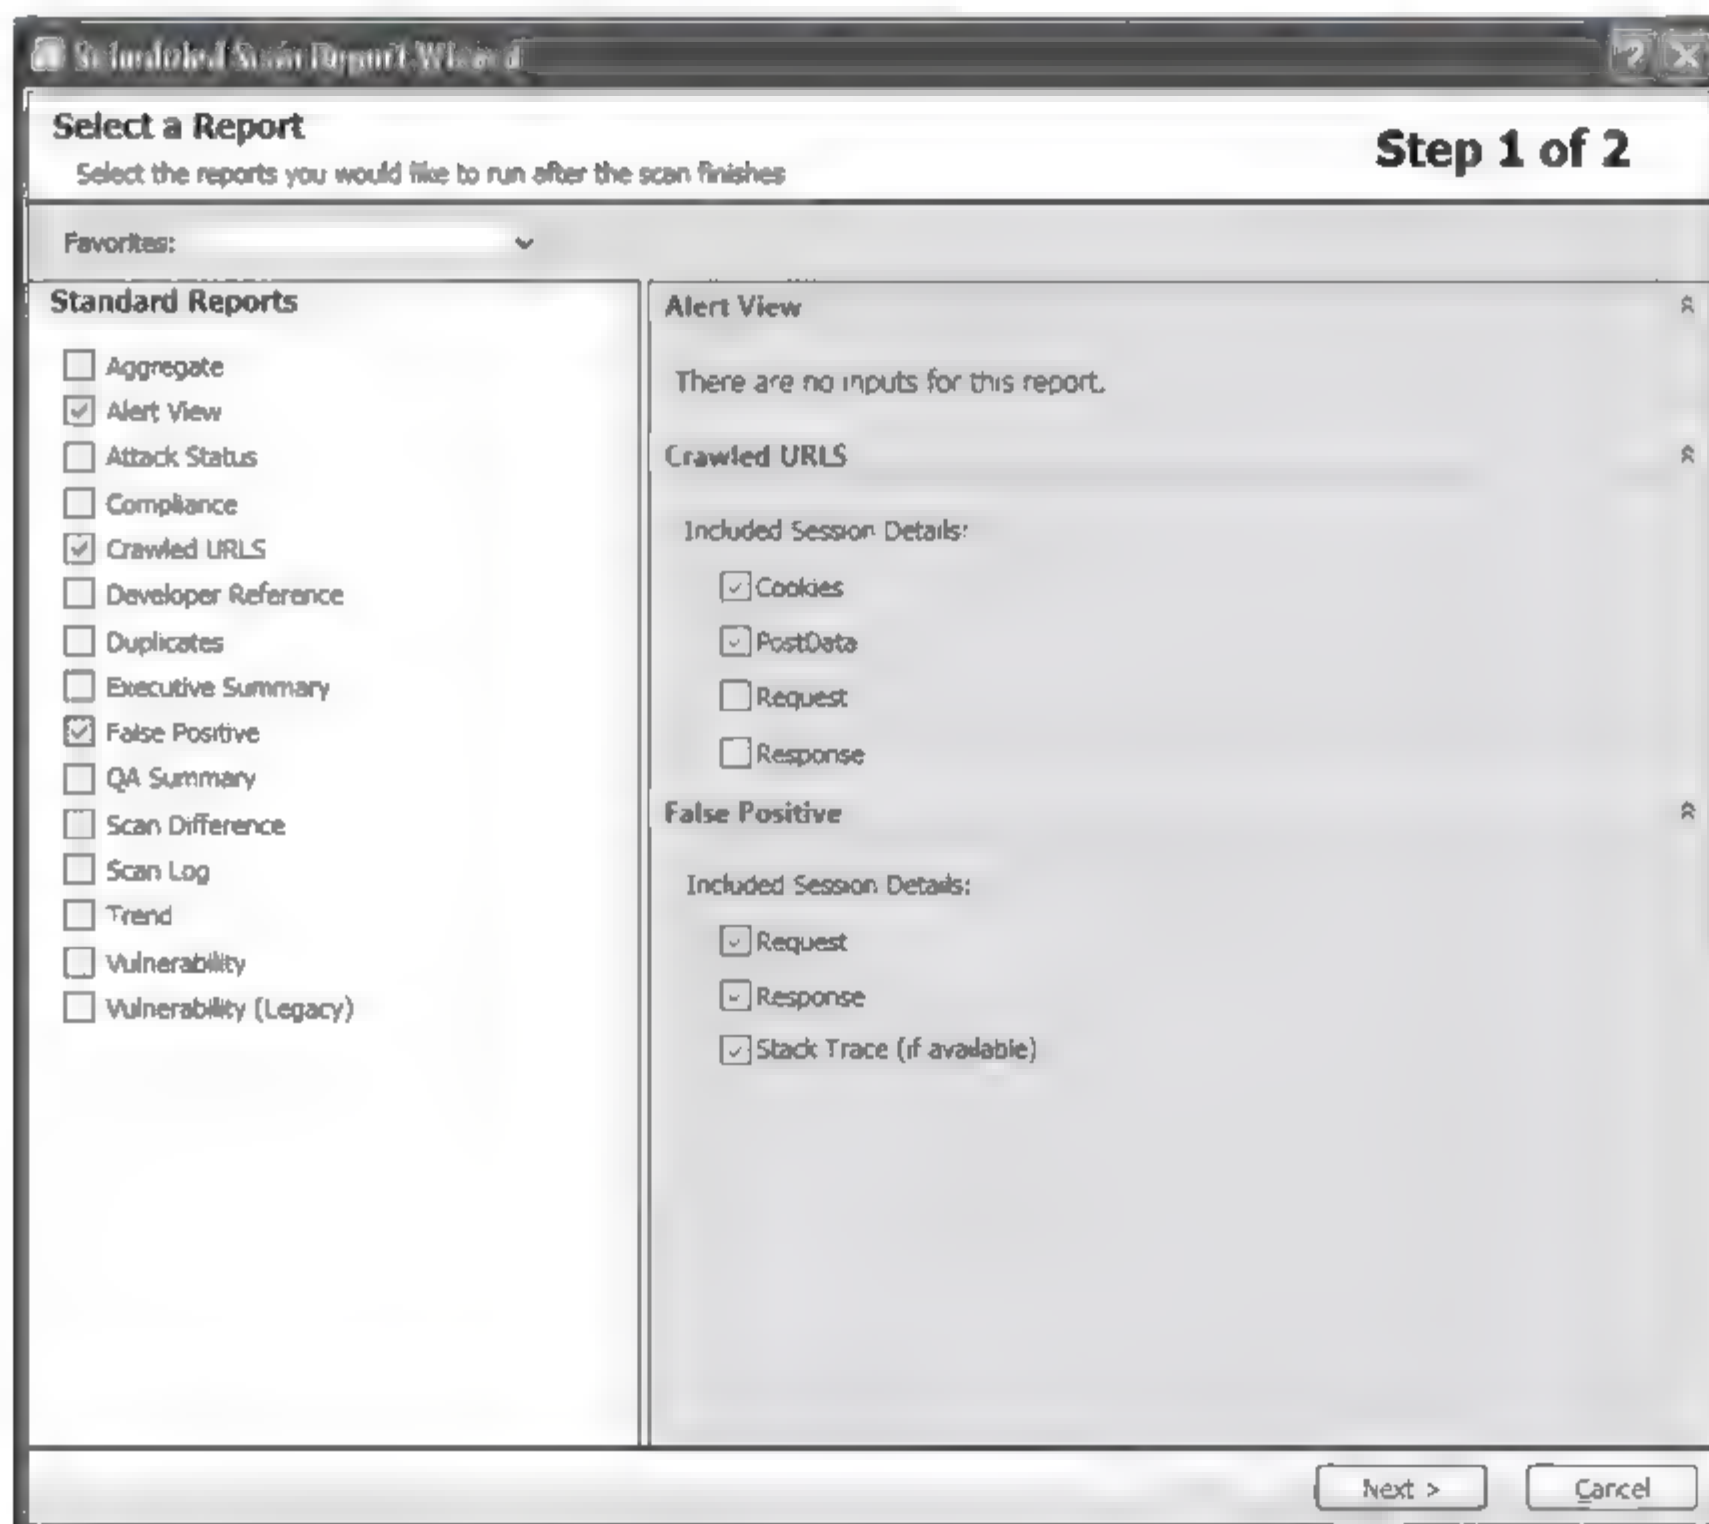 Scheduled Scan Report Wizard
Select a Report
Select the reports you would like to run after the scan finishes
Step 1 of 2
Favorites:
Standard Reports
Aggregate
Alert View
Attack Status
Compliance
Crawled URLS
Developer Reference
Duplicates
Executive Summary
False Positive
QA Summary
Scan Difference
Scan Log
Trend
Vulnerability
Vulnerability (Legacy)
Alert View
There are no inputs for this report.
Crawled URLS
Included Session Details:
Cookies
PostData
Request
Response
False Positive
Included Session Details:
Request
Response
Stack Trace (if available)
Next >
Cancel